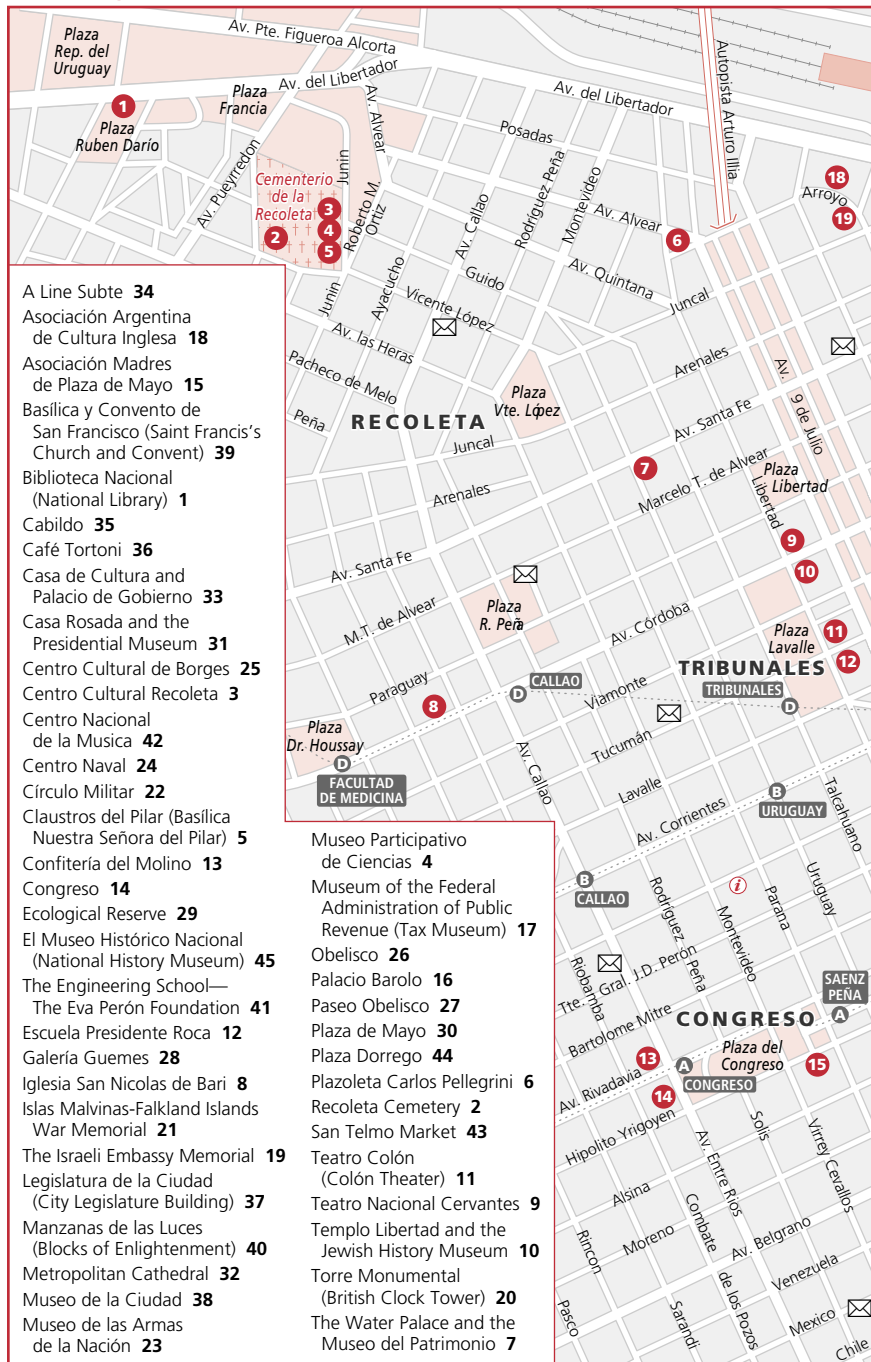 Plaza
Rep. del
Uruguay
Av. Pte. Figueroa Alcorta
Av. del Libertador
Plaza
Francia
1
Plaza
Ruben Darío
Av. Pueyrredon
Av. Alvear
Junin
Cementerio
de la
Recoleta
2
3
4
5
Roberto M.
Ortiz
Av. del Libertador
Autopista Arturo Illia
Posadas
Av. Callao
Rodríguez Peña
Montevideo
Av. Alvear
6
18
Arroyo
19
Av. Quintana
Guido
Juncal
Junin
Ayacucho
Vicente López
Av. las Heras
Pacheco de Melo
Peña
Plaza
Vte. López
Arenales
Av. 9 de Julio
RECOLETA
Juncal
Av. Santa Fe
7
Marcelo T. de Alvear
Plaza
Libertad
Libertad
Arenales
9
10
Av. Santa Fe
M.T. de Alvear
Plaza
R. Peña
Av. Córdoba
Plaza
Lavalle
11
12
TRIBUNALES
TRIBUNALES
D
Paraguay
8
CALLAO
D
Viamonte
Plaza
Dr. Houssay
D
FACULTAD
DE MEDICINA
Tucumán
Av. Callao
Lavalle
Av. Corrientes
B
URUGUAY
Talcahuano
B
CALLAO
Rodríguez Peña
i
Montevideo
Parana
Uruguay
Riobamba
Tte. Gral. J.D. Perón
Bartolome Mitre
SAENZ
PEÑA
A
CONGRESO
13
A
CONGRESO
Plaza del
Congreso
15
Av. Rivadavia
14
Hipolito Yrigoyen
Solis
Virrey Cevallos
Alsina
Av. Entre Rios
Moreno
Combate
de los Pozos
Av. Belgrano
Rincon
Venezuela
Pasco
Sarandi
Mexico
Chile
A Line Subte 34
Asociación Argentina
de Cultura Inglesa 18
Asociación Madres
de Plaza de Mayo 15
Basílica y Convento de
San Francisco (Saint Francis's
Church and Convent) 39
Biblioteca Nacional
(National Library) 1
Cabildo 35
Café Tortoni 36
Casa de Cultura and
Palacio de Gobierno 33
Casa Rosada and the
Presidential Museum 31
Centro Cultural de Borges 25
Centro Cultural Recoleta 3
Centro Nacional
de la Musica 42
Centro Naval 24
Círculo Militar 22
Claustros del Pilar (Basílica
Nuestra Señora del Pilar) 5
Confitería del Molino 13
Congreso 14
Ecological Reserve 29
El Museo Histórico Nacional
(National History Museum) 45
The Engineering School—
The Eva Perón Foundation 41
Escuela Presidente Roca 12
Galería Guemes 28
Iglesia San Nicolas de Bari 8
Islas Malvinas-Falkland Islands
War Memorial 21
The Israeli Embassy Memorial 19
Legislatura de la Ciudad
(City Legislature Building) 37
Manzanas de las Luces
(Blocks of Enlightenment) 40
Metropolitan Cathedral 32
Museo de la Ciudad 38
Museo de las Armas
de la Nación 23
Museo Participativo
de Ciencias 4
Museum of the Federal
Administration of Public
Revenue (Tax Museum) 17
Obelisco 26
Palacio Barolo 16
Paseo Obelisco 27
Plaza de Mayo 30
Plaza Dorrego 44
Plazoleta Carlos Pellegrini 6
Recoleta Cemetery 2
San Telmo Market 43
Teatro Colón
(Colón Theater) 11
Teatro Nacional Cervantes 9
Templo Libertad and the
Jewish History Museum 10
Torre Monumental
(British Clock Tower) 20
The Water Palace and the
Museo del Patrimonio 7